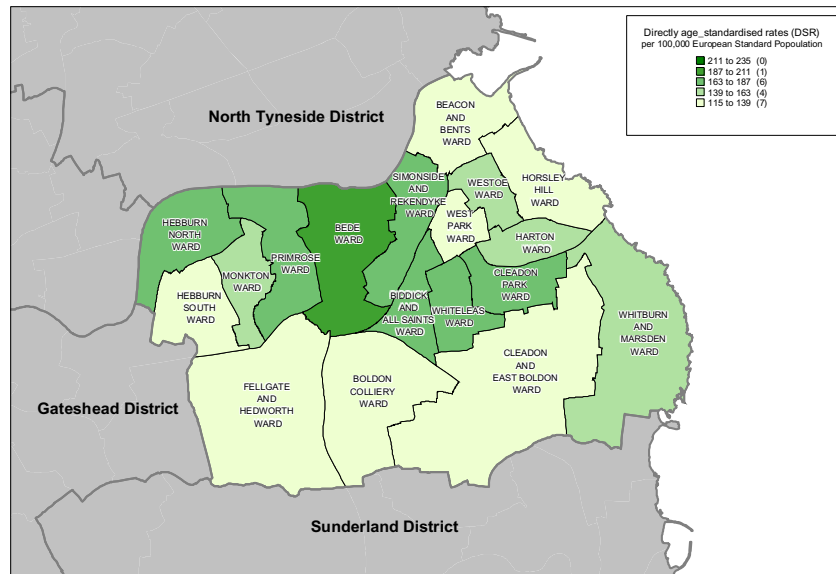 Directly age_standardised rates (DSR)
per 100,000 European Standard Popoulation
211 to 235 (0)
187 to 211 (1)
163 to 187 (6)
139 to 163 (4)
115 to 139 (7)
North Tyneside District
BEACON
AND
BENTS
WARD
SIMONSIDE
AND
REKENDYKE
WARD
WESTOE
WARD
HORSLEY
HILL
WARD
HEBBURN
NORTH
WARD
BEDE
WARD
WEST
PARK
WARD
HARTON
WARD
MONKTON
WARD
PRIMROSE
WARD
CLEADON
PARK
WARD
HEBBURN
SOUTH
WARD
BIDDICK
AND
ALL SAINTS
WARD
WHITELEAS
WARD
WHITBURN
AND
MARSDEN
WARD
CLEADON
AND
EAST BOLDON
WARD
FELLGATE
AND
HEDWORTH
WARD
BOLDON
COLLIERY
WARD
Gateshead District
Sunderland District